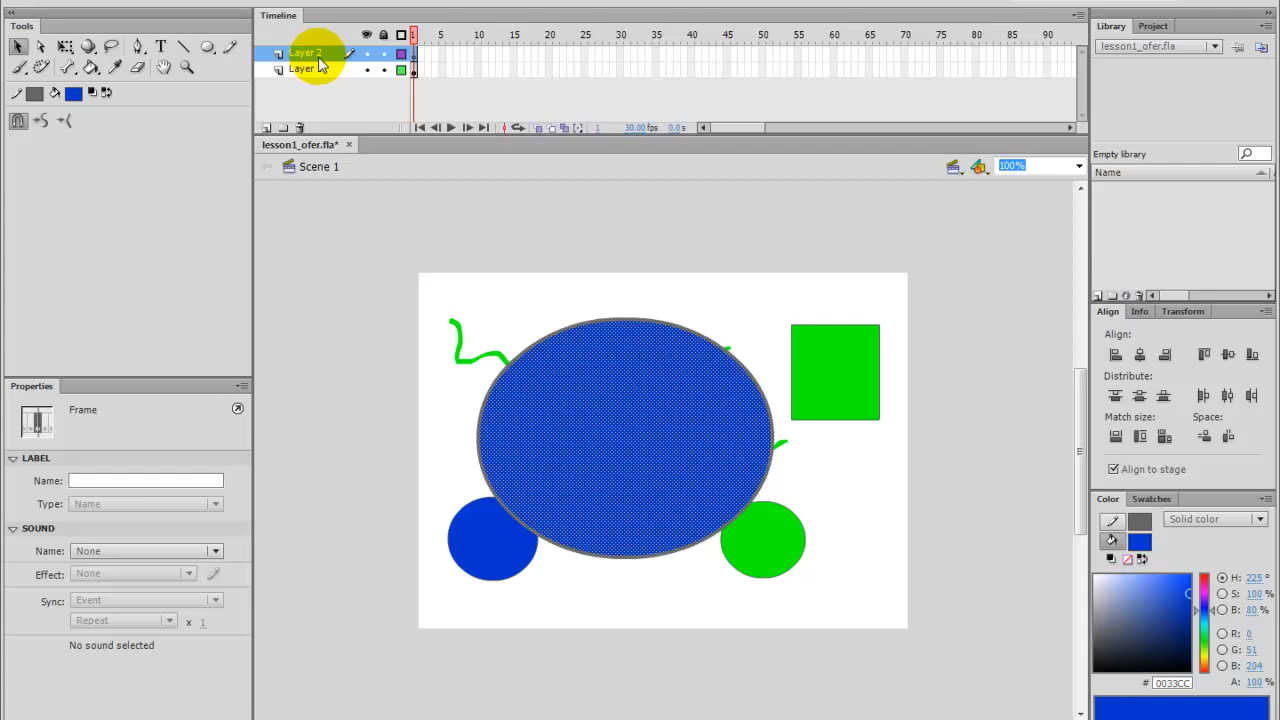 Timeline
Tools
Library Project
1 5 10 15 20 25 30 35 40 45 50 55 60 65 70 75 80 85 90
lesson1_ofer.fla
Layer 2
Layer
1 30.00 fps 0.0 s
lesson1_ofer.fla* ×
Scene 1
100%
Empty library
Name
Align Info Transform
Align:
Distribute:
Match size: Space:
Align to stage
Properties
Frame
LABEL
Name:
Type: Name
SOUND
Name: None
Effect: None
Sync: Event
Repeat x 1
No sound selected
Color Swatches
Solid color
H: 225 °
S: 100 %
B: 80 %
R: 0
G: 51
B: 204
# 0033CC A: 100 %